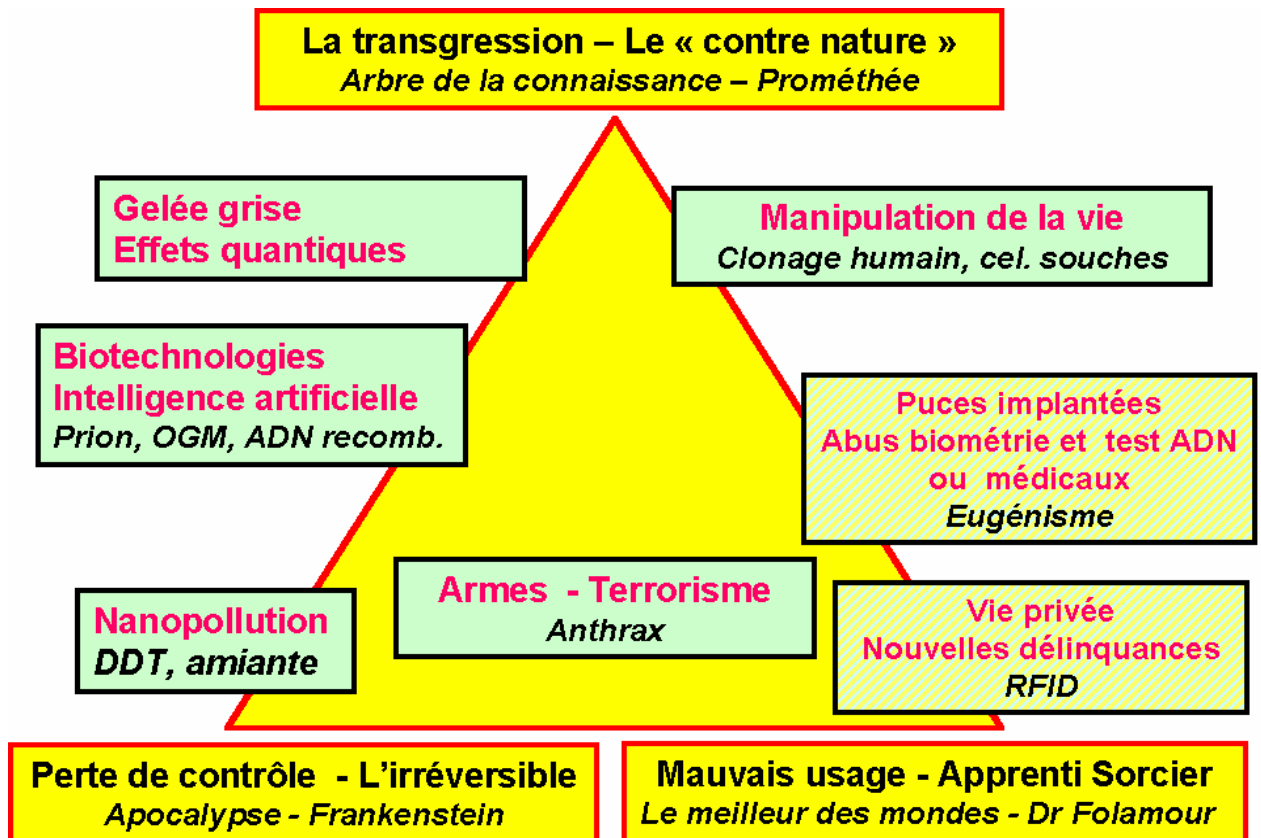 La transgression – Le « contre nature »
Arbre de la connaissance – Prométhée
Gelée grise
Effets quantiques
Manipulation de la vie
Clonage humain, cel. souches
Biotechnologies
Intelligence artificielle
Prion, OGM, ADN recomb.
Puces implantées
Abus biométrie et test ADN
ou médicaux
Eugénisme
Armes - Terrorisme
Anthrax
Nanopollution
DDT, amiante
Vie privée
Nouvelles délinquances
RFID
Perte de contrôle - L'irréversible
Apocalypse - Frankenstein
Mauvais usage - Apprenti Sorcier
Le meilleur des mondes - Dr Folamour